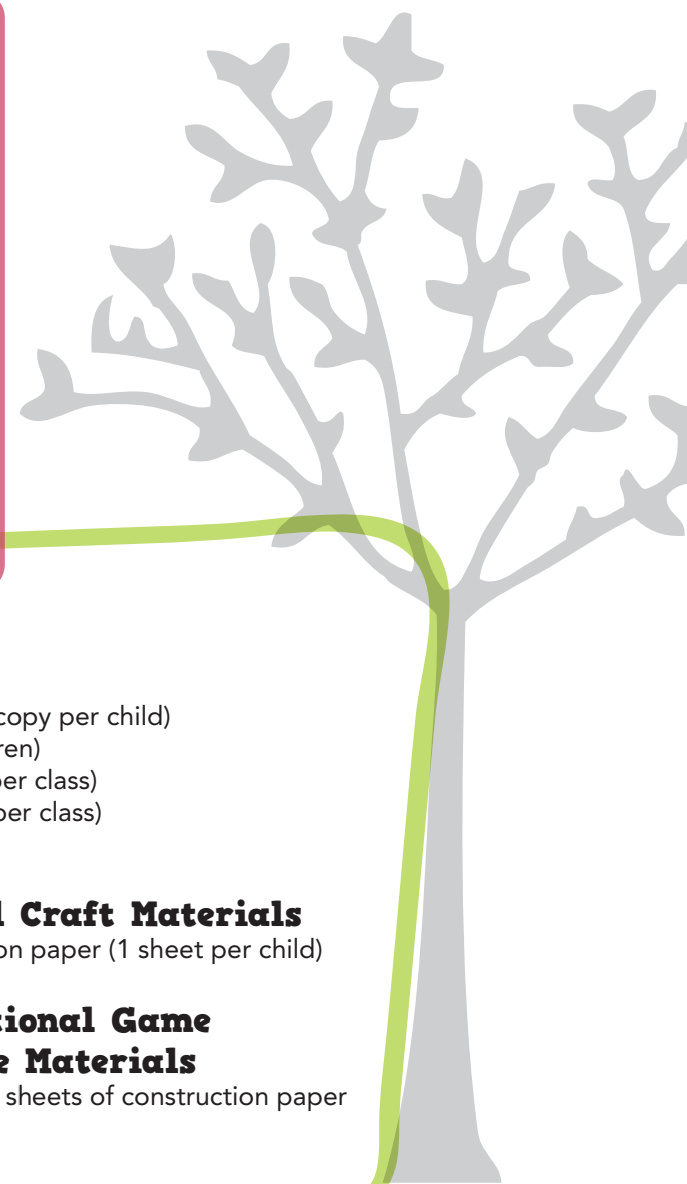 copy per child)
ren)
per class)
per class)
l Craft Materials
on paper (1 sheet per child)
tional Game
e Materials
sheets of construction paper